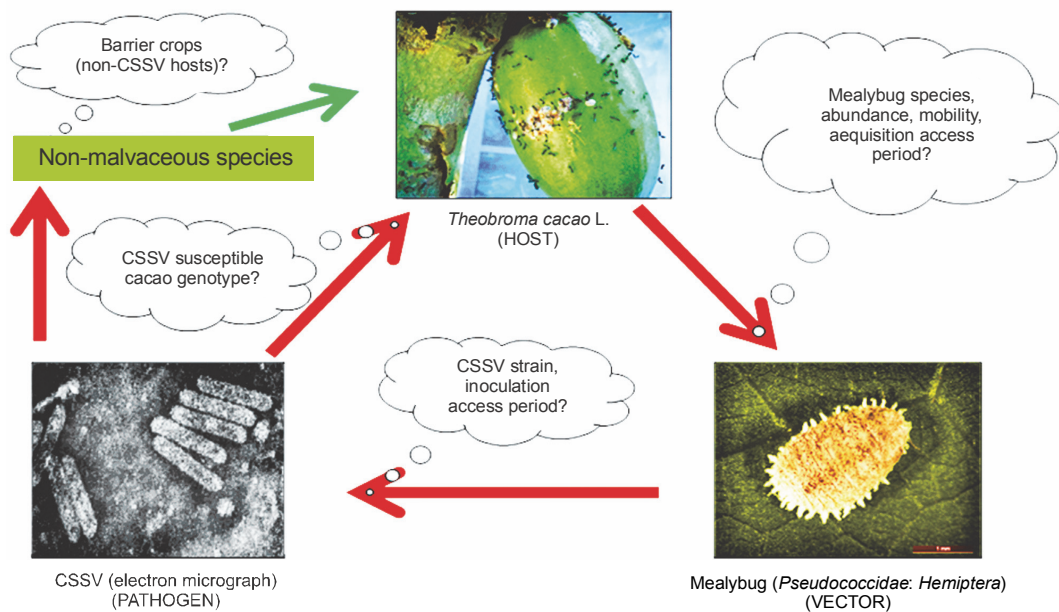 Barrier crops
(non-CSSV hosts)?
Non-malvaceous species
Theobroma cacao L.
(HOST)
Mealybug species,
abundance, mobility,
aequisition access
period?
CSSV susceptible
cacao genotype?
CSSV strain,
inoculation
access period?
1 mm
CSSV (electron micrograph)
(PATHOGEN)
Mealybug (Pseudococcidae: Hemiptera)
(VECTOR)